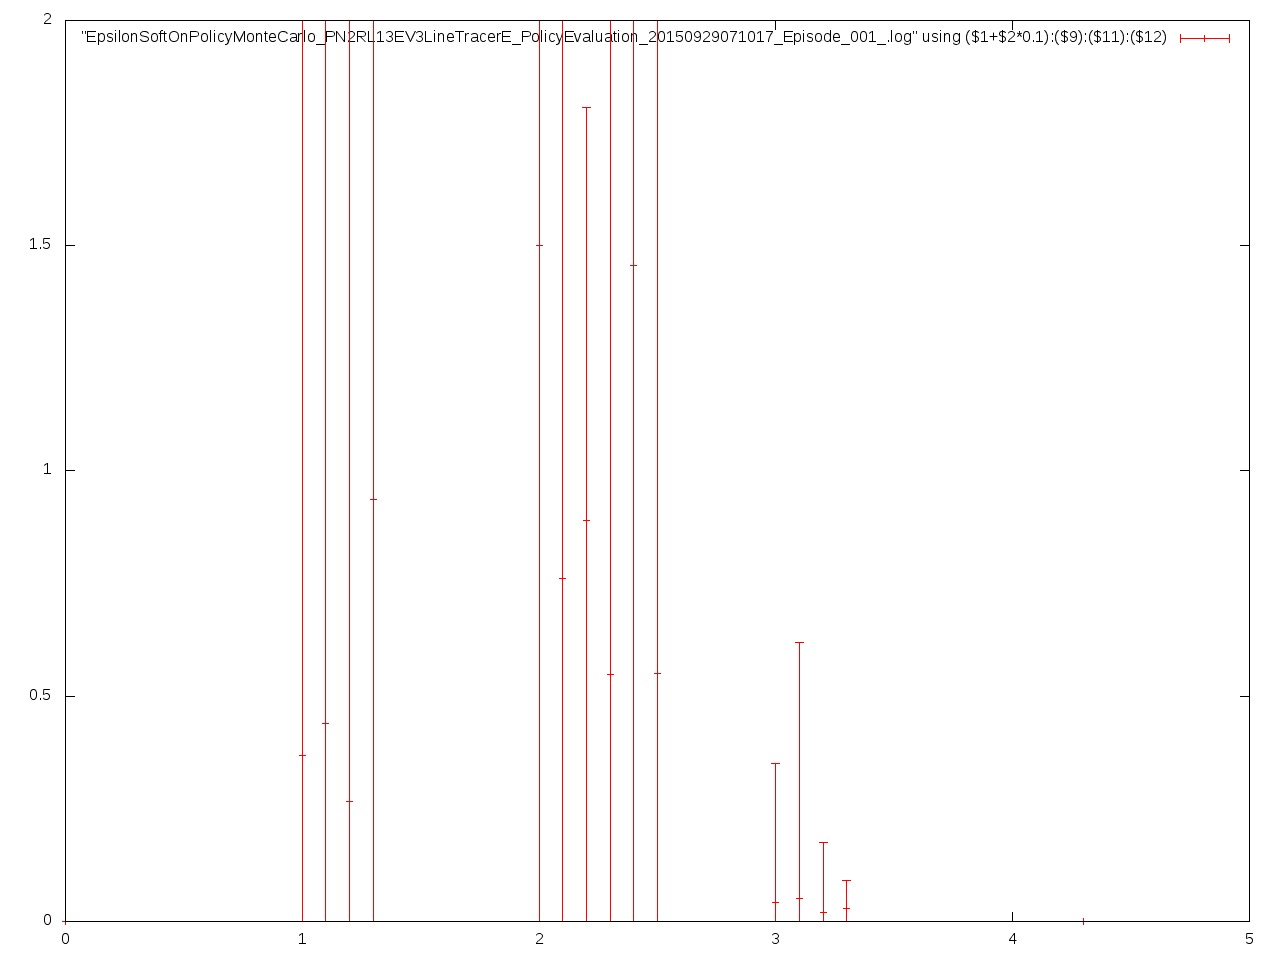 2
"EpsilonSoftOnPolicyMonteCarlo_PN2RL13EV3LineTracerE_PolicyEvaluation_20150929071017_Episode_001_.log" using ($1+$2*0.1):($9):($11):($12)
1.5
1
0.5
0
0 1 2 3 4 5